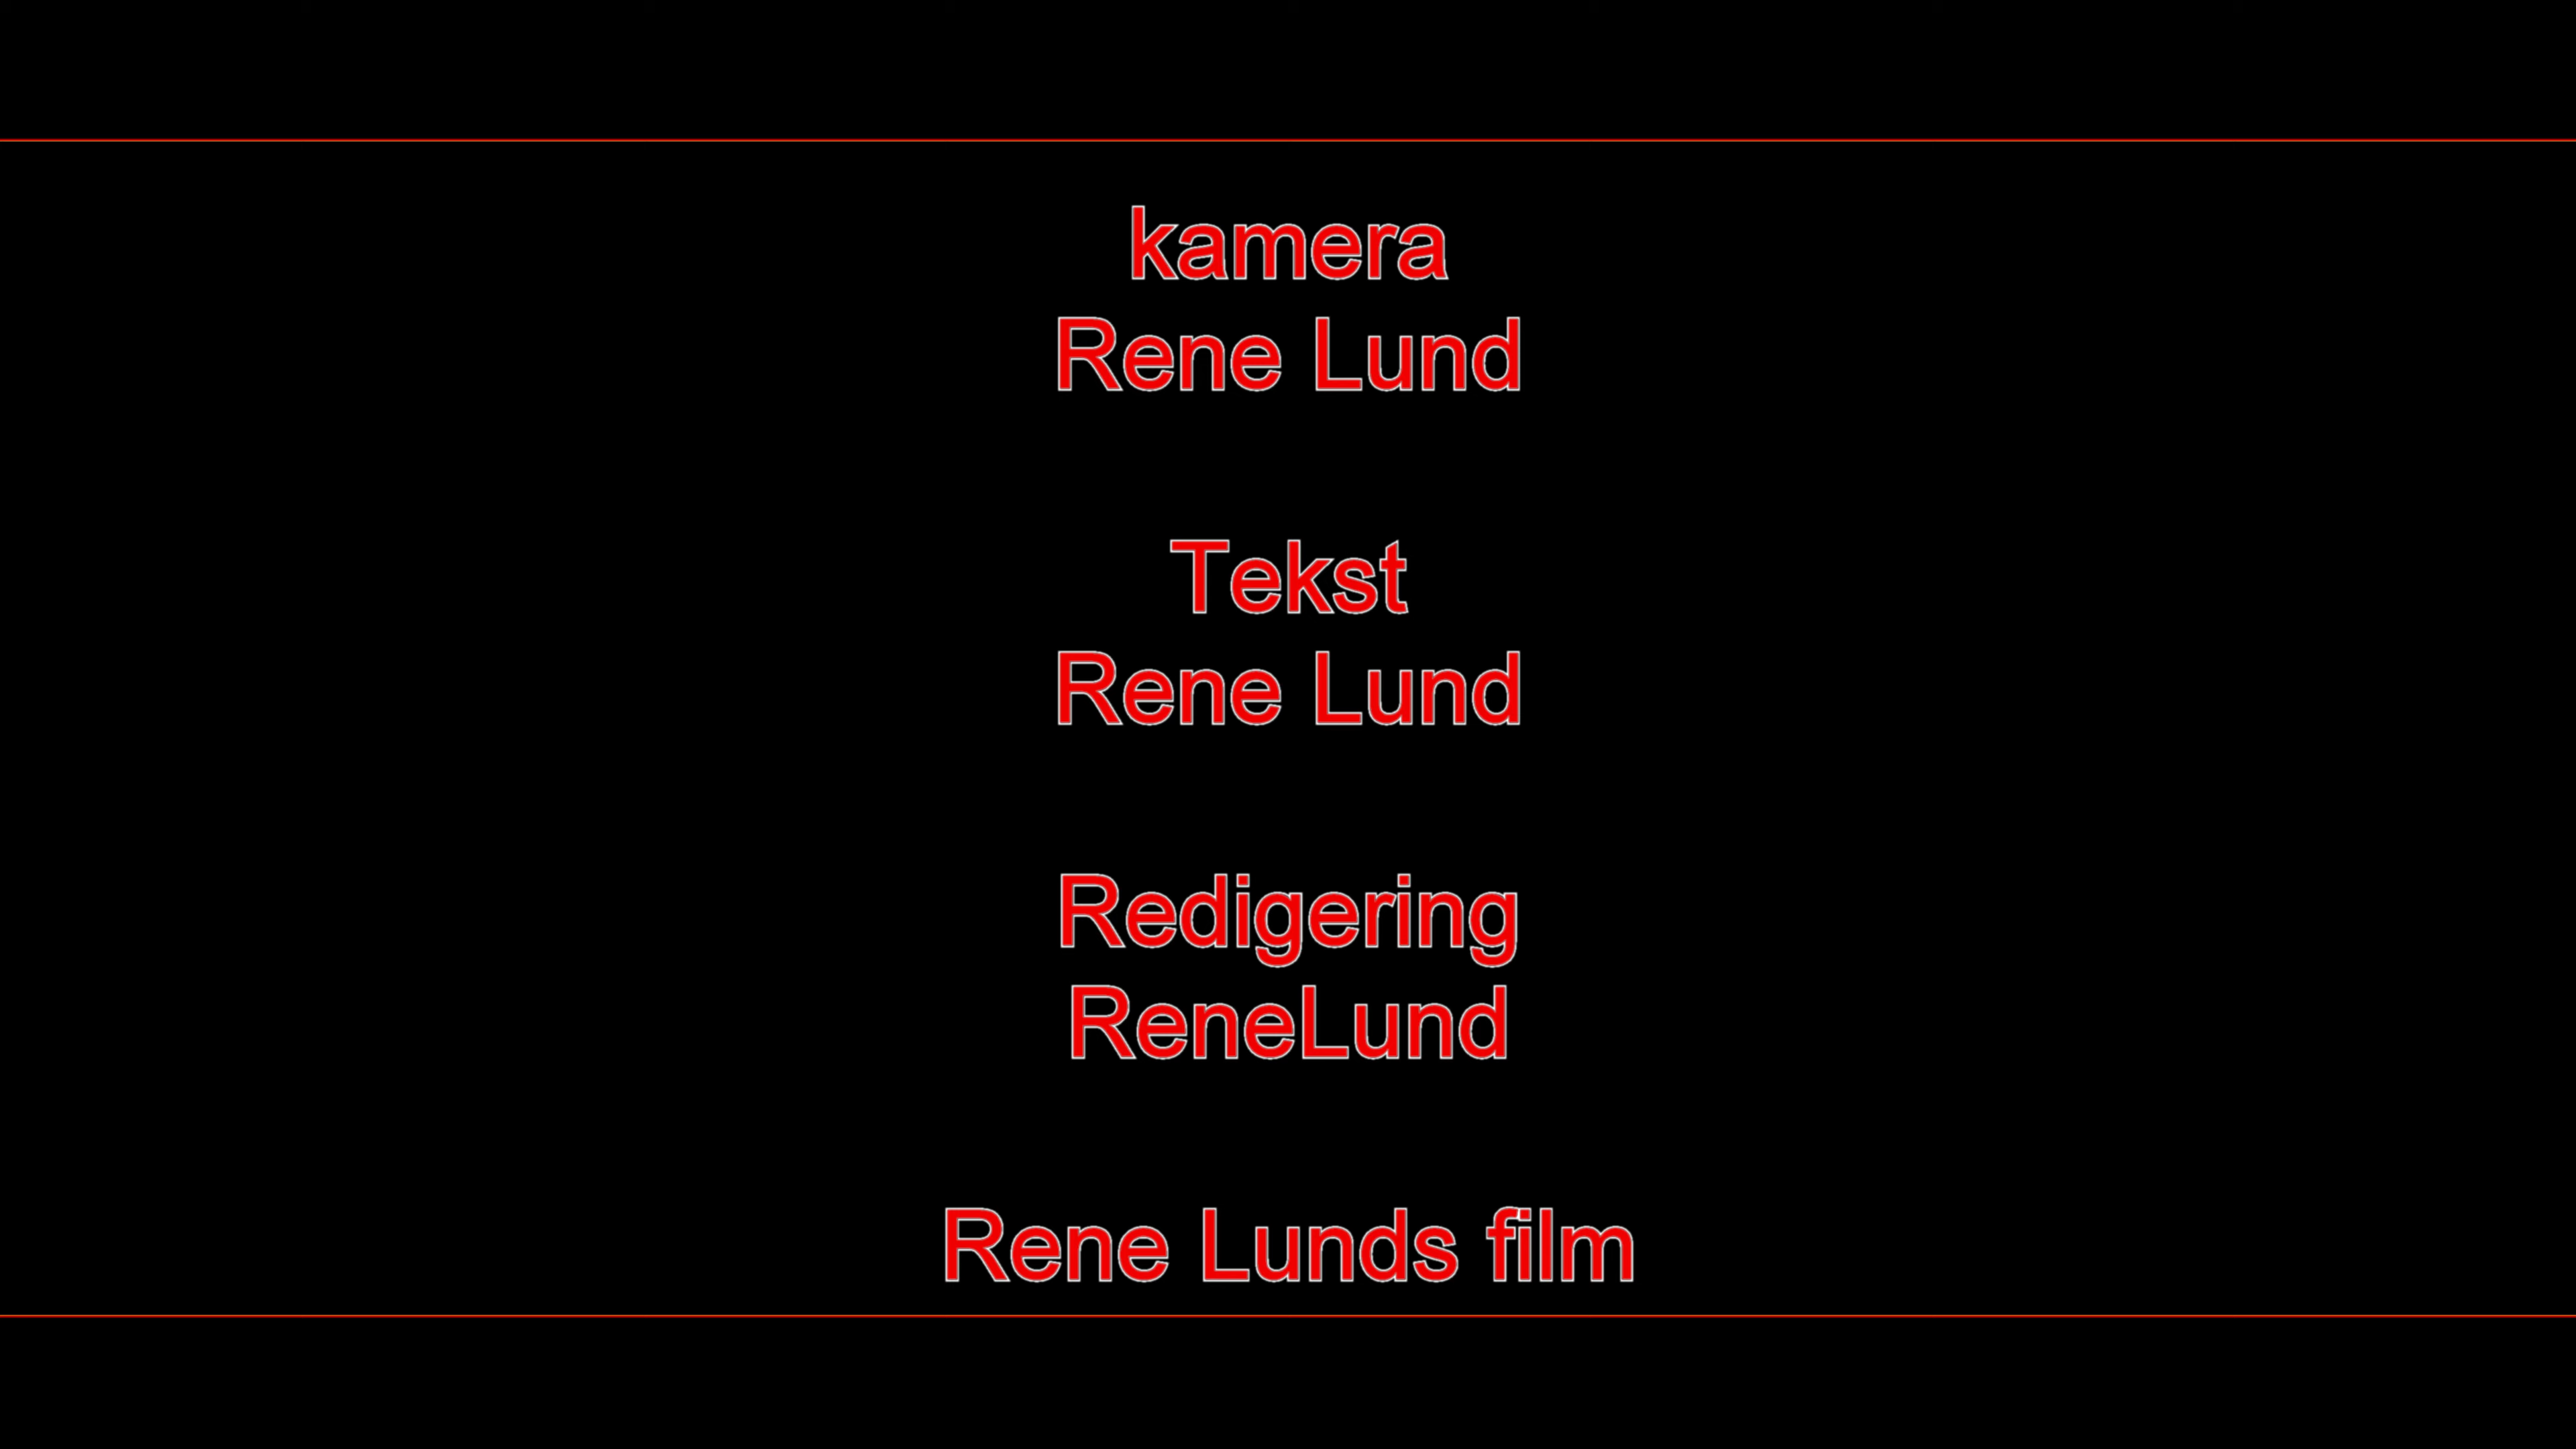 kamera
Rene Lund
Tekst
Rene Lund
Redigering
ReneLund
Rene Lunds film